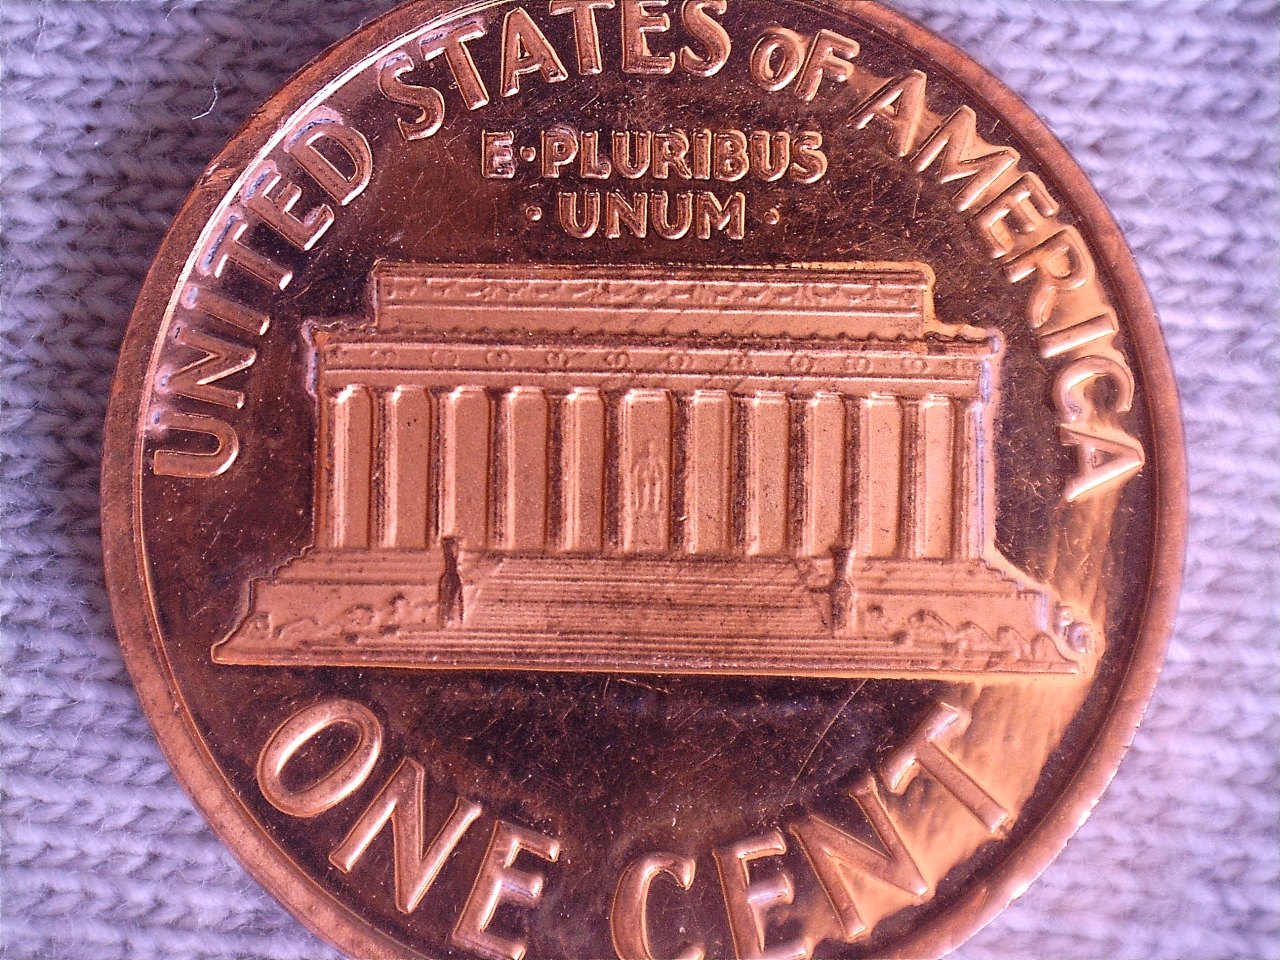 UNITED STATES OF AMERICA
E·PLURIBUS
·UNUM·
ONE CENT